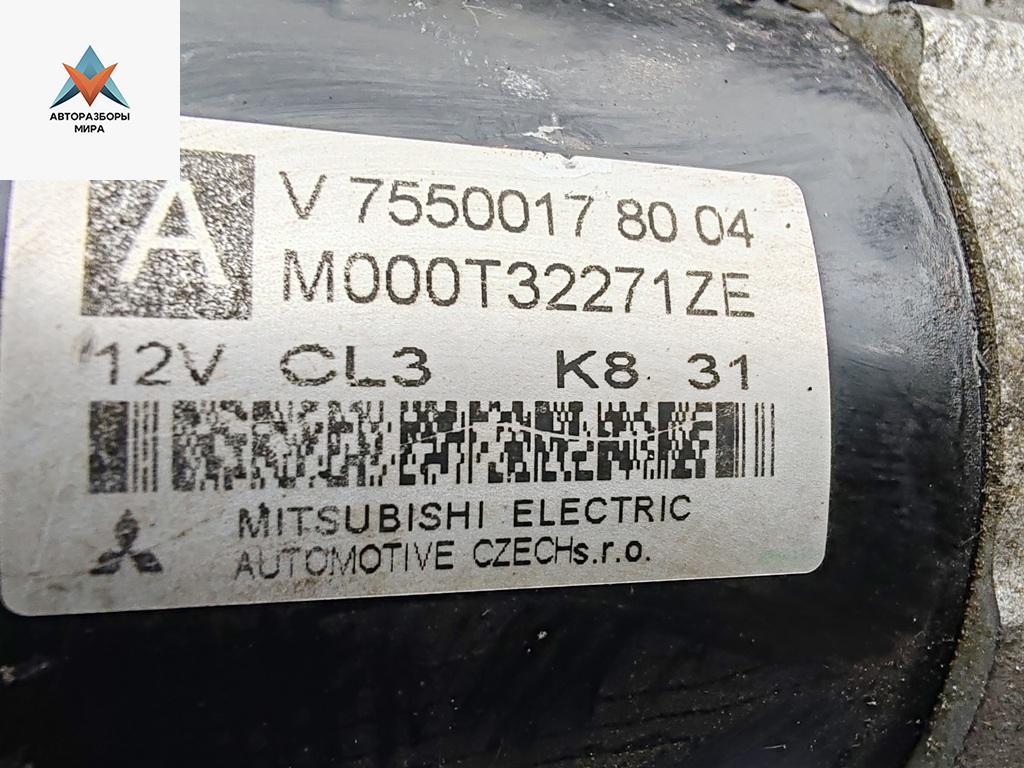 АВТОРАЗБОРЫ
МИРА
A
V 7550017 80 04
M000T32271ZE
12V CL3 K8 31
MITSUBISHI ELECTRIC
AUTOMOTIVE CZECHs.r.o.